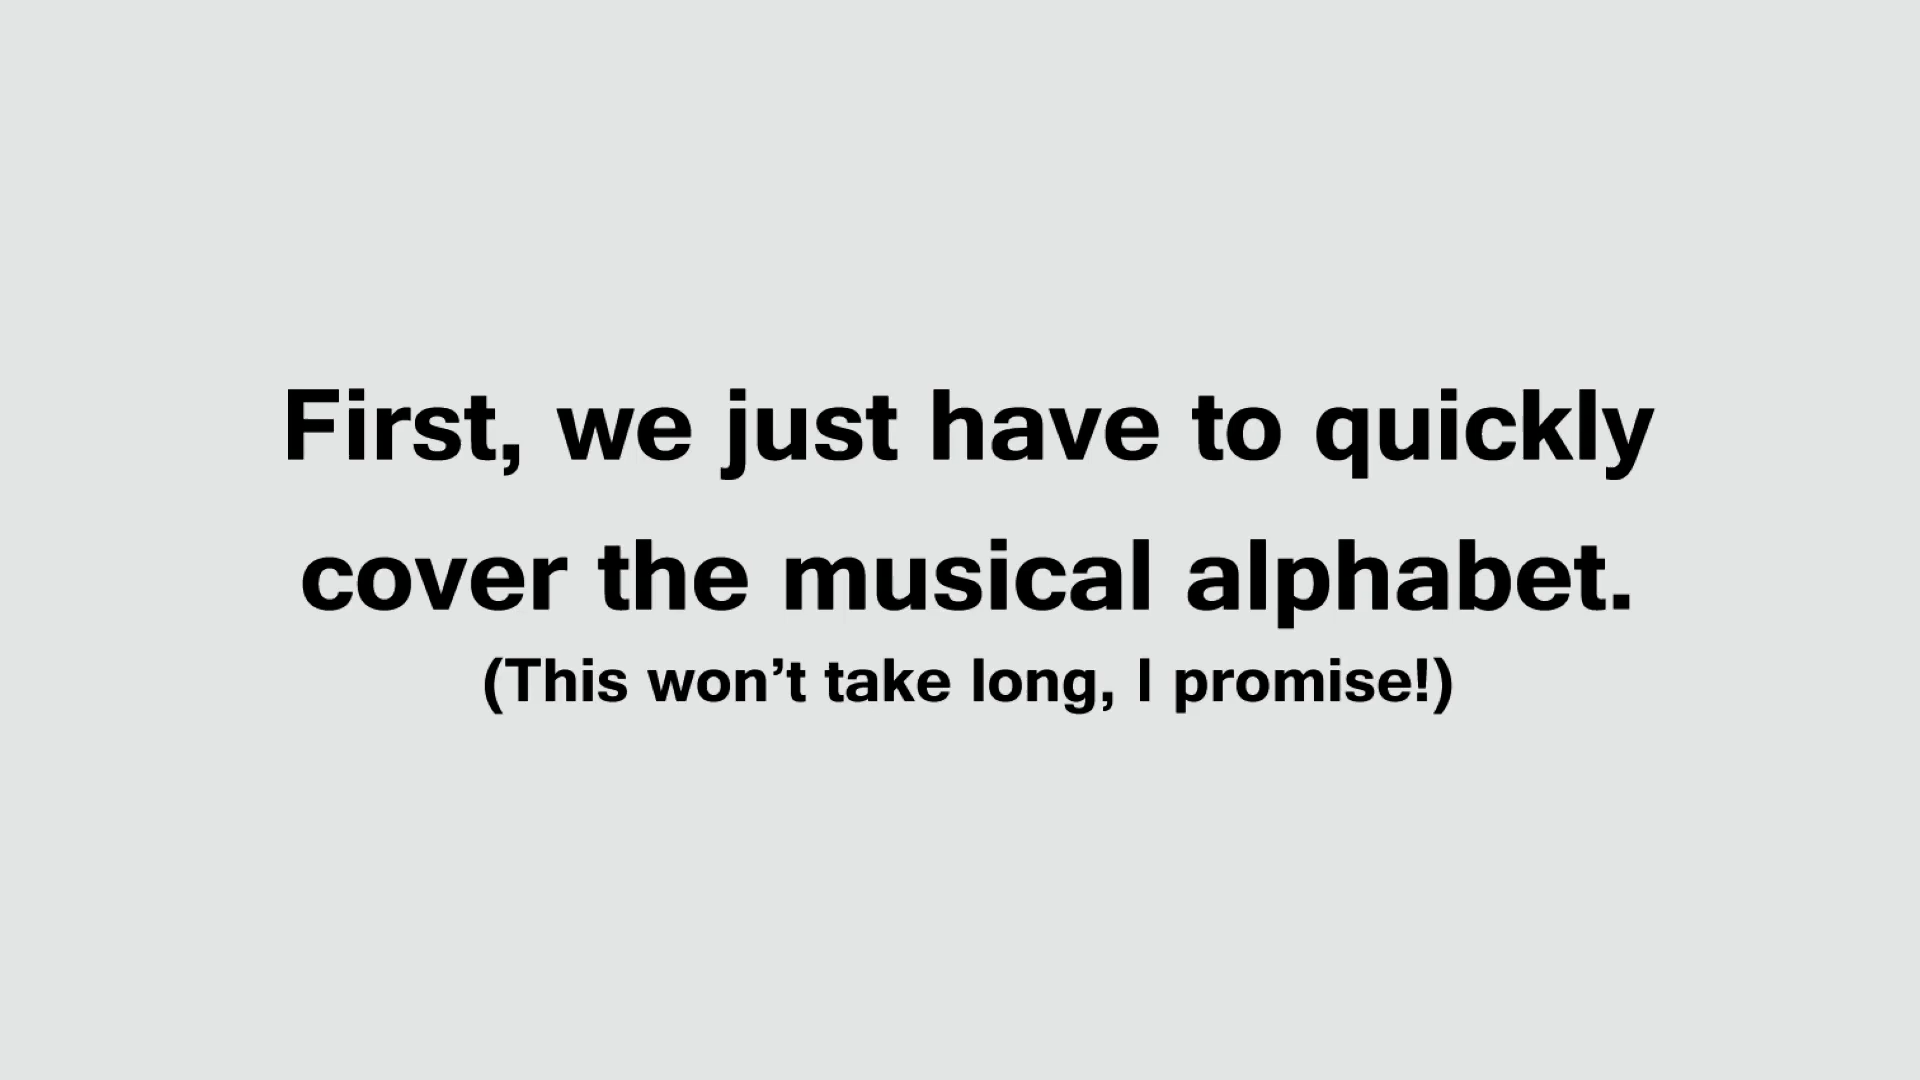 First, we just have to quickly
cover the musical alphabet.
(This won’t take long, I promise!)